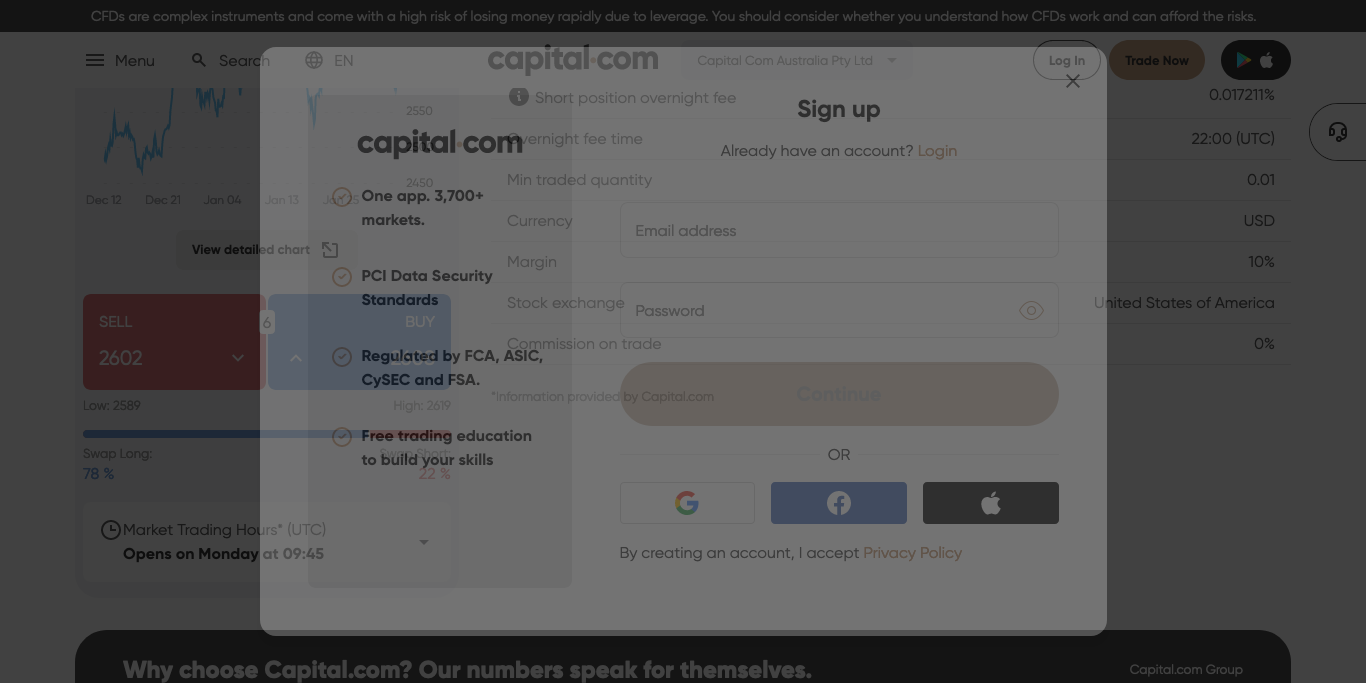 CFDs are complex instruments and come with a high risk of losing money rapidly due to leverage. You should consider whether you understand how CFDs work and can afford the risks.
Menu
Search
EN
capital.com
Capital Com Australia Pty Ltd
Log In
Trade Now
2550
2450
Dec 12 Dec 21 Jan 04 Jan 13 Jan 25
View detailed chart
SELL
2602
6
BUY
Low: 2589
High: 2619
Swap Long:
78 %
Swap Short:
22 %
Market Trading Hours* (UTC)
Opens on Monday at 09:45
Short position overnight fee
0.017211%
Overnight fee time
22:00 (UTC)
Min traded quantity
0.01
Currency
USD
Margin
10%
Stock exchange
United States of America
Commission on trade
0%
*Information provided by Capital.com
capital.com
One app. 3,700+
markets.
PCI Data Security
Standards
Regulated by FCA, ASIC,
CySEC and FSA.
Free trading education
to build your skills
Sign up
Already have an account? Login
Email address
Password
Continue
OR
By creating an account, I accept Privacy Policy
Why choose Capital.com? Our numbers speak for themselves.
Capital.com Group